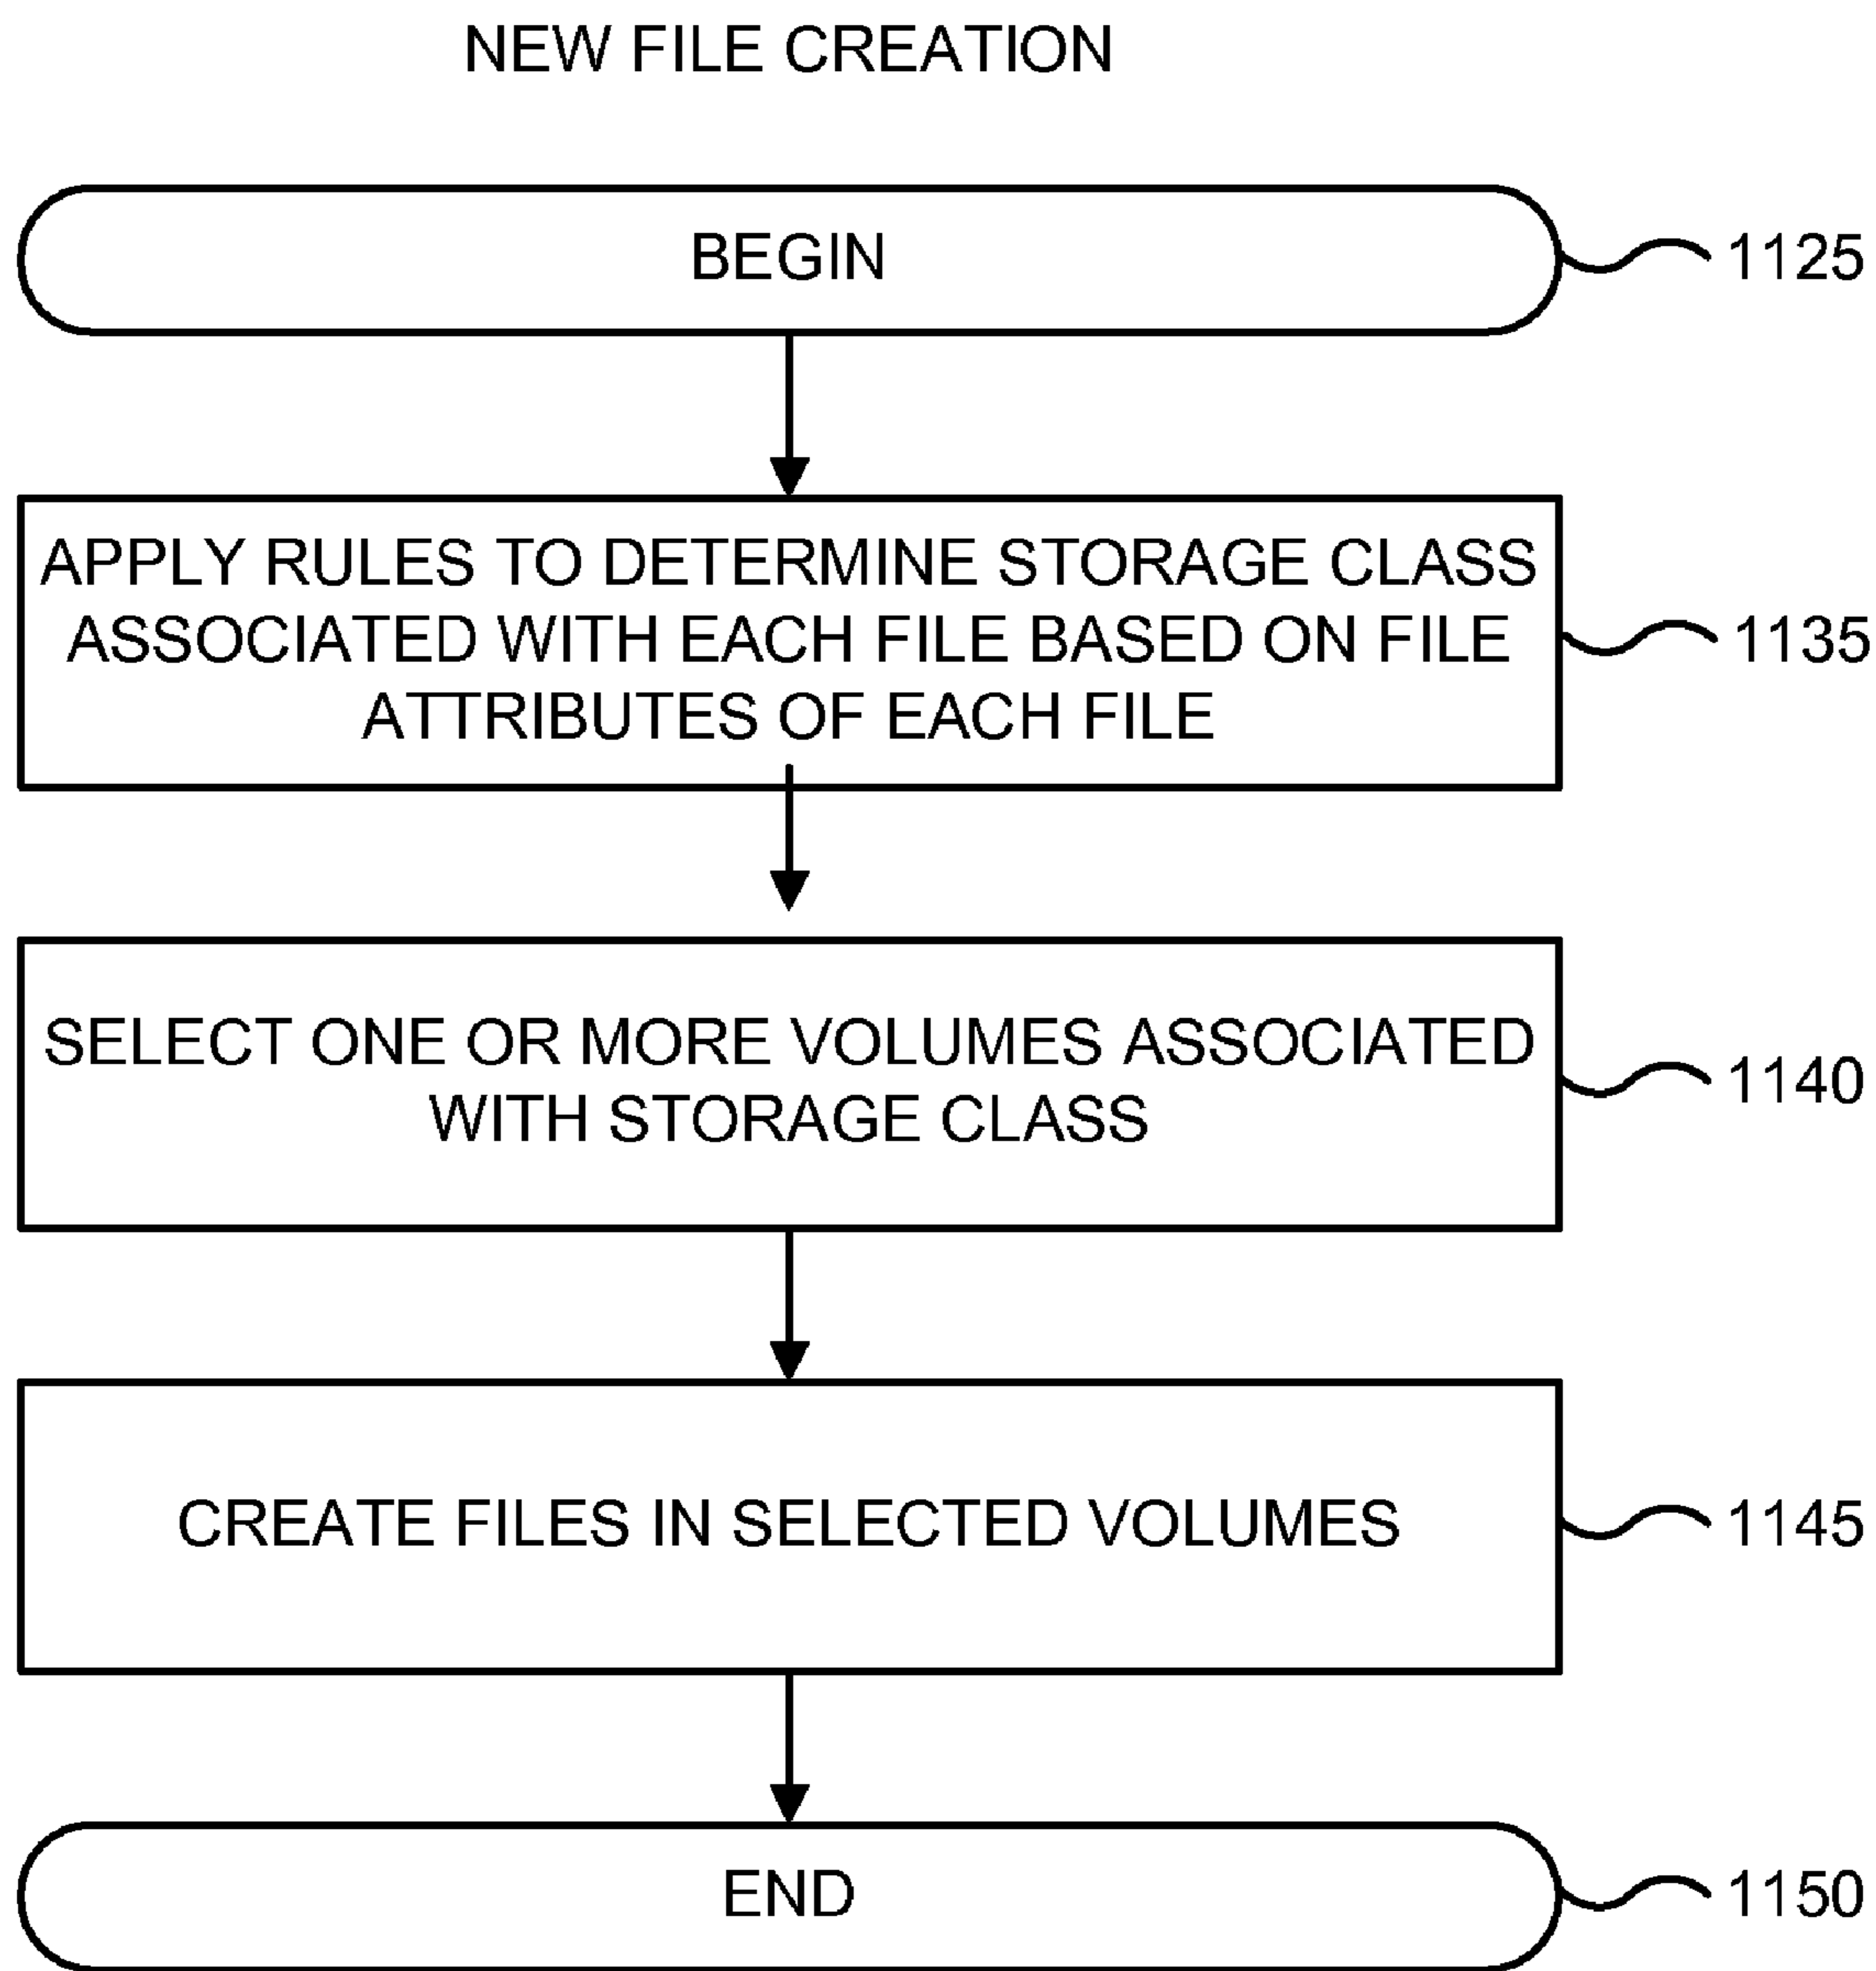 NEW FILE CREATION
BEGIN
1125
APPLY RULES TO DETERMINE STORAGE CLASS
ASSOCIATED WITH EACH FILE BASED ON FILE
ATTRIBUTES OF EACH FILE
1135
SELECT ONE OR MORE VOLUMES ASSOCIATED
WITH STORAGE CLASS
1140
CREATE FILES IN SELECTED VOLUMES
1145
END
1150